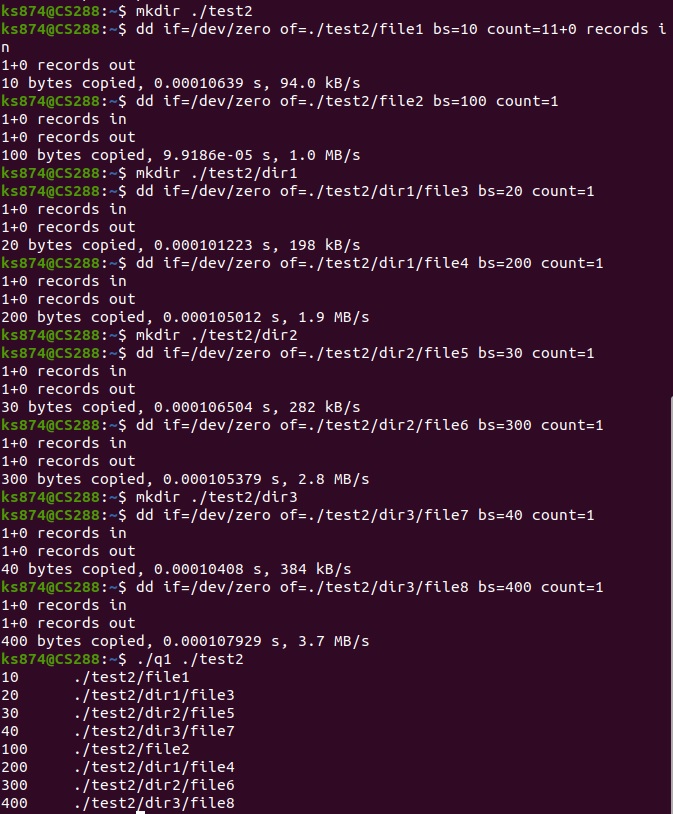 ks874@CS288:~$ mkdir ./test2
ks874@CS288:~$ dd if=/dev/zero of=./test2/file1 bs=10 count=11+0 records i
n
1+0 records out
10 bytes copied, 0.00010639 s, 94.0 kB/s
ks874@CS288:~$ dd if=/dev/zero of=./test2/file2 bs=100 count=1
1+0 records in
1+0 records out
100 bytes copied, 9.9186e-05 s, 1.0 MB/s
ks874@CS288:~$ mkdir ./test2/dir1
ks874@CS288:~$ dd if=/dev/zero of=./test2/dir1/file3 bs=20 count=1
1+0 records in
1+0 records out
20 bytes copied, 0.000101223 s, 198 kB/s
ks874@CS288:~$ dd if=/dev/zero of=./test2/dir1/file4 bs=200 count=1
1+0 records in
1+0 records out
200 bytes copied, 0.000105012 s, 1.9 MB/s
ks874@CS288:~$ mkdir ./test2/dir2
ks874@CS288:~$ dd if=/dev/zero of=./test2/dir2/file5 bs=30 count=1
1+0 records in
1+0 records out
30 bytes copied, 0.000106504 s, 282 kB/s
ks874@CS288:~$ dd if=/dev/zero of=./test2/dir2/file6 bs=300 count=1
1+0 records in
1+0 records out
300 bytes copied, 0.000105379 s, 2.8 MB/s
ks874@CS288:~$ mkdir ./test2/dir3
ks874@CS288:~$ dd if=/dev/zero of=./test2/dir3/file7 bs=40 count=1
1+0 records in
1+0 records out
40 bytes copied, 0.00010408 s, 384 kB/s
ks874@CS288:~$ dd if=/dev/zero of=./test2/dir3/file8 bs=400 count=1
1+0 records in
1+0 records out
400 bytes copied, 0.000107929 s, 3.7 MB/s
ks874@CS288:~$ ./q1 ./test2
10 ./test2/file1
20 ./test2/dir1/file3
30 ./test2/dir2/file5
40 ./test2/dir3/file7
100 ./test2/file2
200 ./test2/dir1/file4
300 ./test2/dir2/file6
400 ./test2/dir3/file8